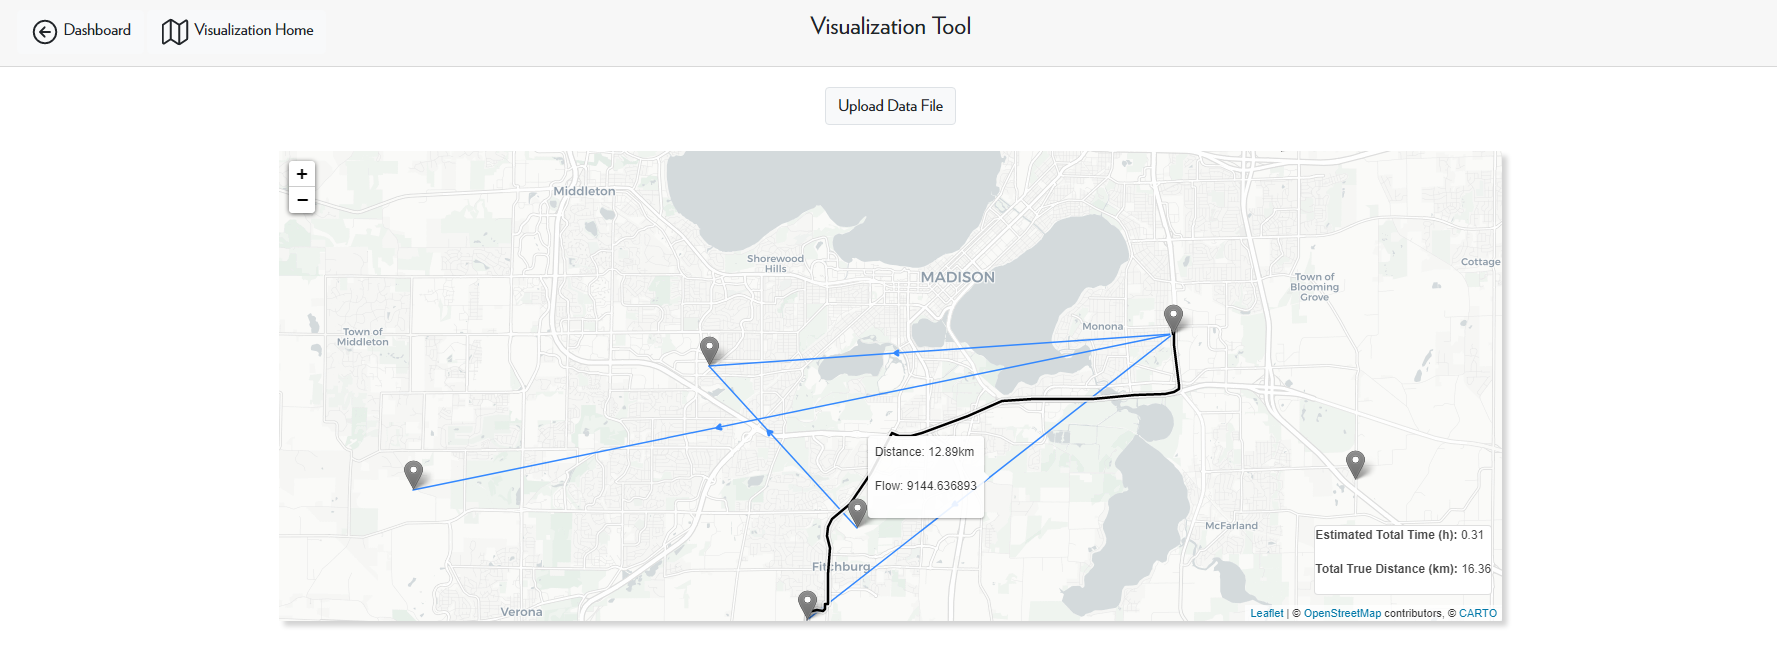 Dashboard
Visualization Home
Visualization Tool
Upload Data File
+
−
Middleton
Shorewood
Hills
MADISON
Cottage
Town of
Blooming
Grove
Monona
Town of
Middleton
Distance: 12.89km
Flow: 9144.636893
McFarland
Estimated Total Time (h): 0.31
Total True Distance (km): 16.36
Fitchburg
Verona
Leaflet | © OpenStreetMap contributors, © CARTO